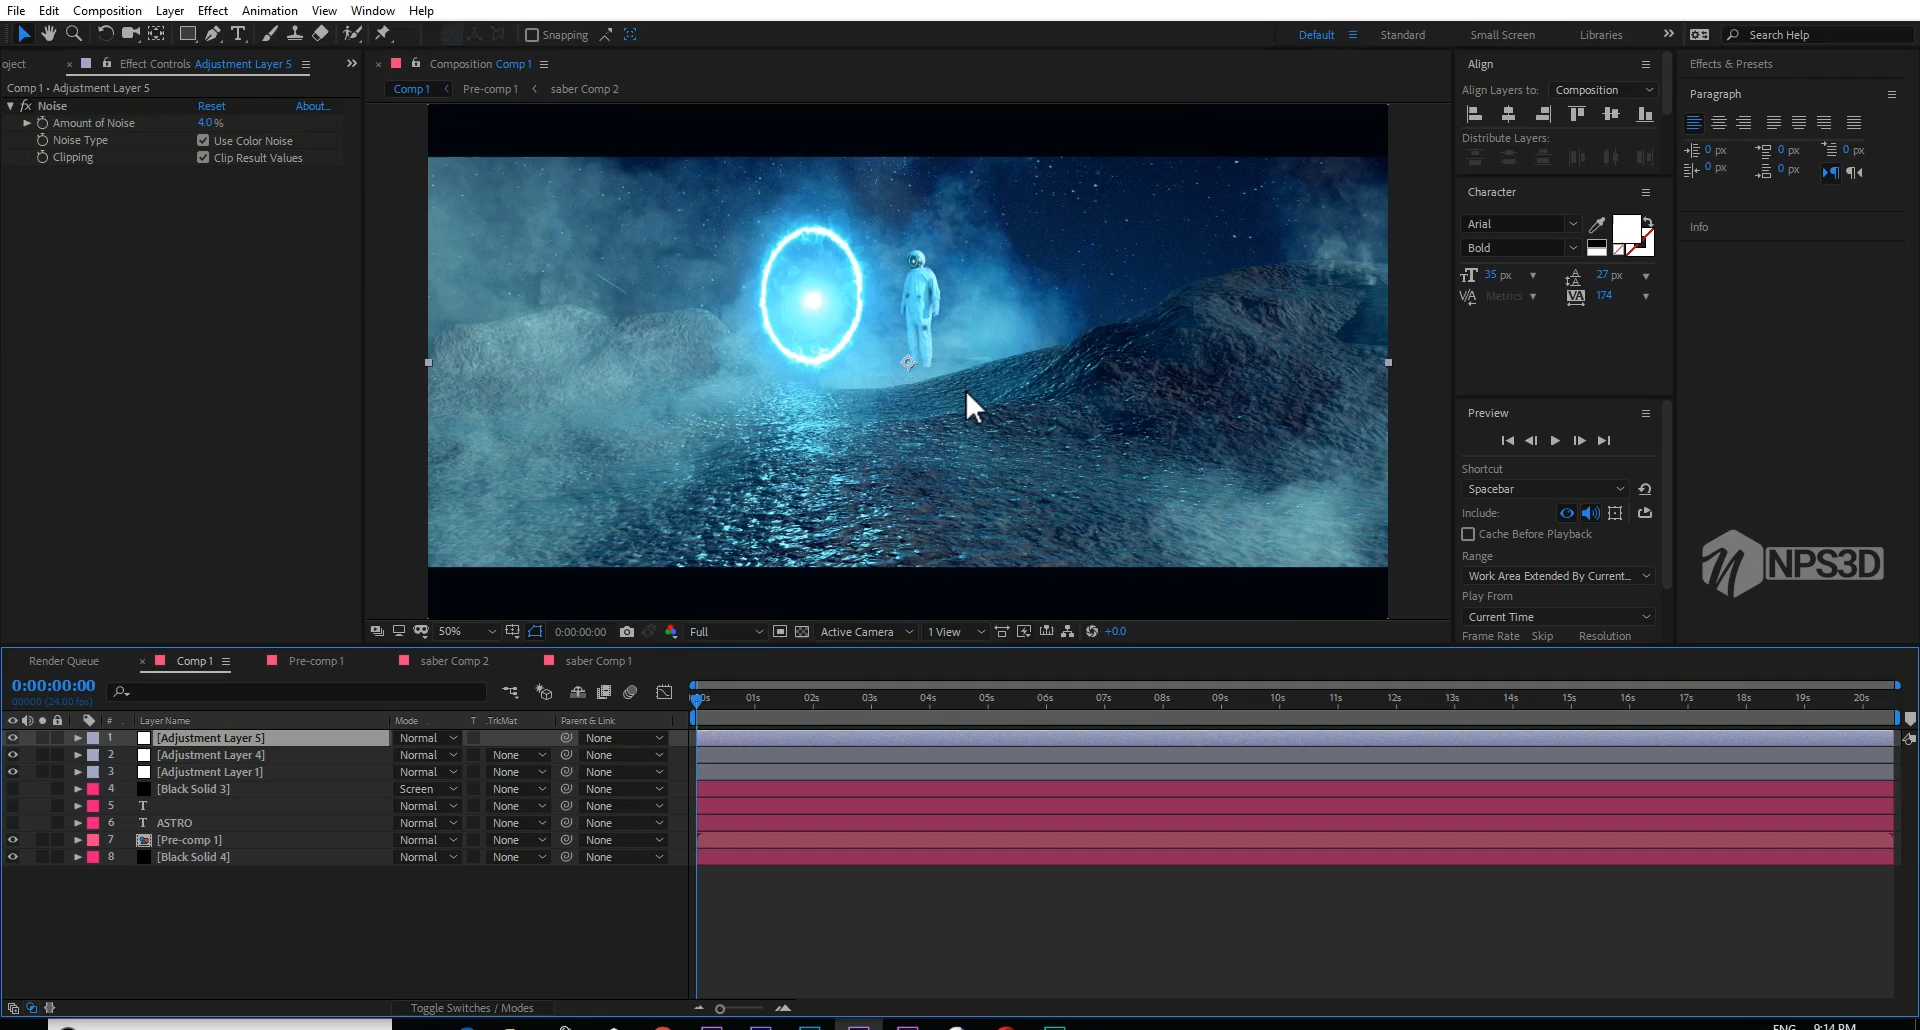 File Edit Composition Layer Effect Animation View Window Help
Snapping Default Standard Small Screen Libraries Search Help
oject Effect Controls Adjustment Layer 5
Comp 1 • Adjustment Layer 5
fx Noise Reset About...
Amount of Noise 4.0 %
Noise Type Use Color Noise
Clipping Clip Result Values
Composition Comp 1
Comp 1 Pre-comp 1 saber Comp 2
50% 0:00:00:00 Full Active Camera 1 View +0.0
Align
Align Layers to: Composition
Distribute Layers:
Character
Arial
Bold
35 px 27 px
Metrics 174
Preview
Shortcut
Spacebar
Include:
Cache Before Playback
Range
Work Area Extended By Current...
Play From
Current Time
Frame Rate Skip Resolution
Effects & Presets
Paragraph
0 px 0 px 0 px
0 px 0 px
Info
NPS3D
Render Queue Comp 1 Pre-comp 1 saber Comp 2 saber Comp 1
0:00:00:00
00000 (24.00 fps)
01s 02s 03s 04s 05s 06s 07s 08s 09s 10s 11s 12s 13s 14s 15s 16s 17s 18s 19s 20s
# Layer Name Mode T .TrkMat Parent & Link
1 [Adjustment Layer 5] Normal None
2 [Adjustment Layer 4] Normal None None
3 [Adjustment Layer 1] Normal None None
4 [Black Solid 3] Screen None None
5 T Normal None None
6 T ASTRO Normal None None
7 [Pre-comp 1] Normal None None
8 [Black Solid 4] Normal None None
Toggle Switches / Modes
ENG 9:14 PM